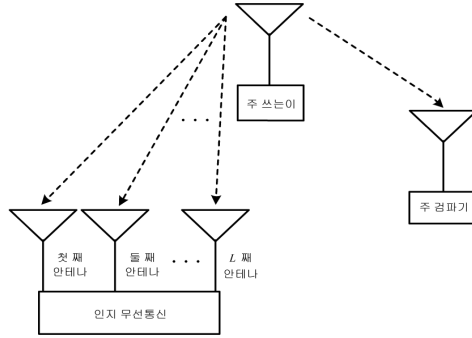 주 쓰는이
. . .
주 검파기
첫 째
안테나
둘 째
안테나
. . .
L 째
안테나
인지 무선통신